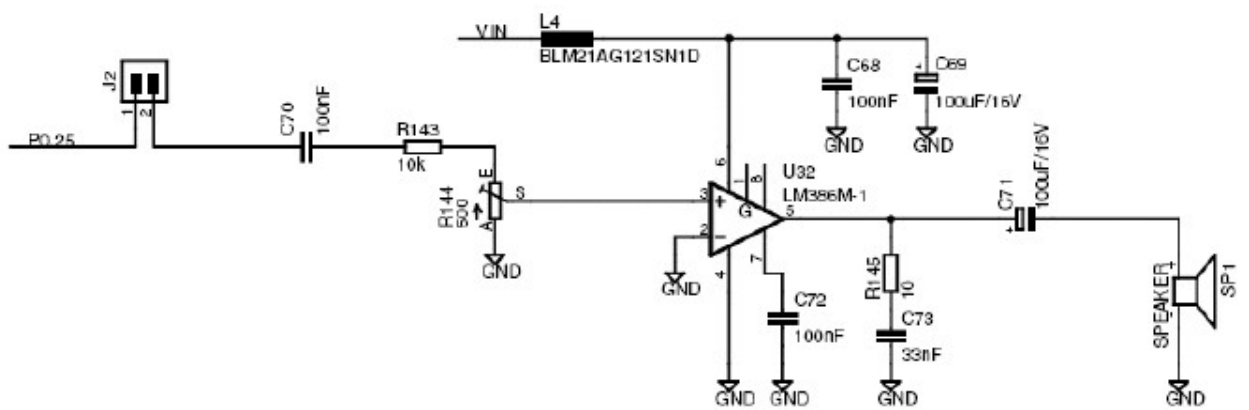 VIN
L4
BLM21AG121SN1D
J2
1
2
P0.25
C70
100nF
R143
10k
E
S
A
R144
500
GND
C68
100nF
GND
C69
+
100uF/16V
GND
6
1
8
U32
LM386M-1
3
+
G
5
2
-
GND
4
7
GND
C72
100nF
GND
R145
10
C73
33nF
GND
C71
+
100uF/16V
+
-
SPEAKER
SP1
GND